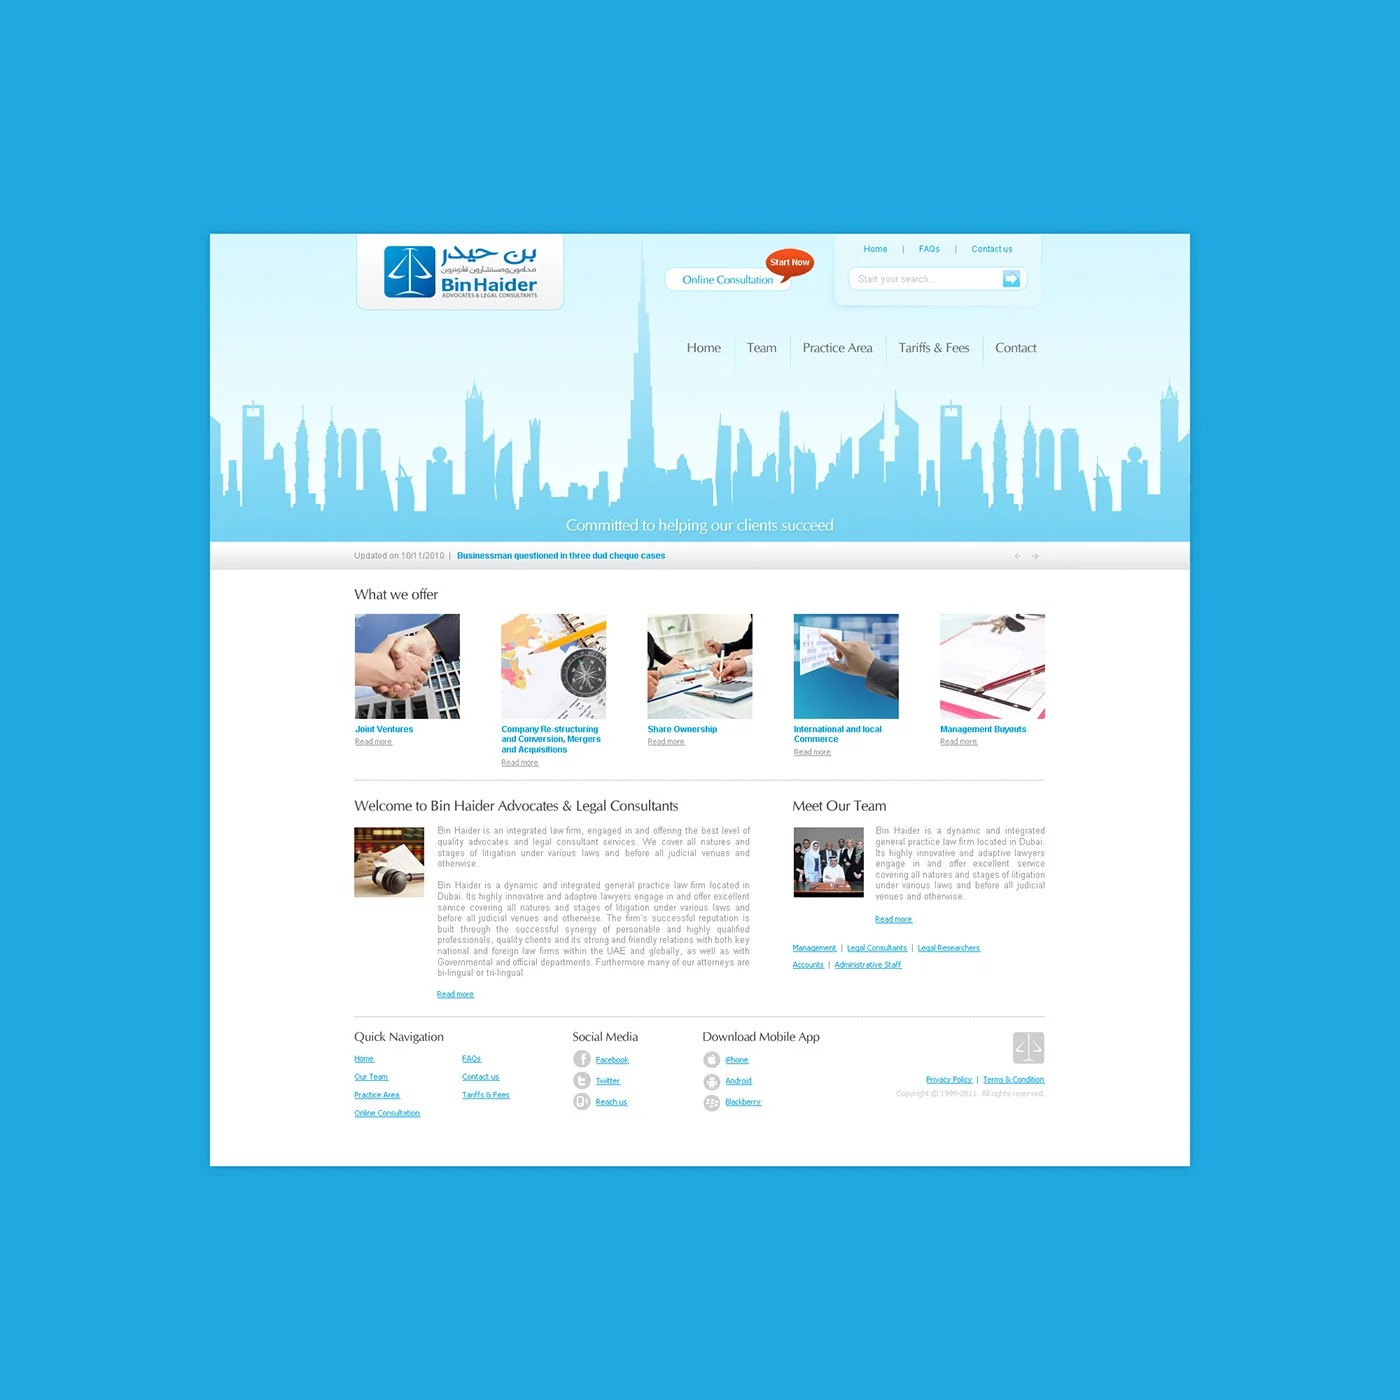 بن حيدر
محامون ومستشارون قانونيون
Bin Haider
ADVOCATES & LEGAL CONSULTANTS
Online Consultation
Start Now
Home | FAQs | Contact us
Start your search...
Home Team Practice Area Tariffs & Fees Contact
Committed to helping our clients succeed
Updated on 10/11/2010 | Businessman questioned in three dud cheque cases
What we offer
Joint Ventures
Read more
Company Re-structuring
and Conversion, Mergers
and Acquisitions
Read more
Share Ownership
Read more
International and local
Commerce
Read more
Management Buyouts
Read more
Welcome to Bin Haider Advocates & Legal Consultants
Bin Haider is an integrated law firm, engaged in and offering the best level of
quality advocates and legal consultant services. We cover all natures and
stages of litigation under various laws and before all judicial venues and
otherwise.
Bin Haider is a dynamic and integrated general practice law firm located in
Dubai. Its highly innovative and adaptive lawyers engage in and offer excellent
service covering all natures and stages of litigation under various laws and
before all judicial venues and otherwise. The firm's successful reputation is
built through the successful synergy of personable and highly qualified
professionals, quality clients and its strong and friendly relations with both key
national and foreign law firms within the UAE and globally, as well as with
Governmental and official departments. Furthermore many of our attorneys are
bi-lingual or tri-lingual.
Read more
Meet Our Team
Bin Haider is a dynamic and integrated
general practice law firm located in Dubai.
Its highly innovative and adaptive lawyers
engage in and offer excellent service
covering all natures and stages of litigation
under various laws and before all judicial
venues and otherwise.
Read more
Management | Legal Consultants | Legal Researchers
Accounts | Administrative Staff
Quick Navigation
Home
Our Team
Practice Area
Online Consultation
FAQs
Contact us
Tariffs & Fees
Social Media
Facebook
Twitter
Reach us
Download Mobile App
iPhone
Android
Blackberry
Privacy Policy | Terms & Condition
Copyright © 1999-2011. All rights reserved.